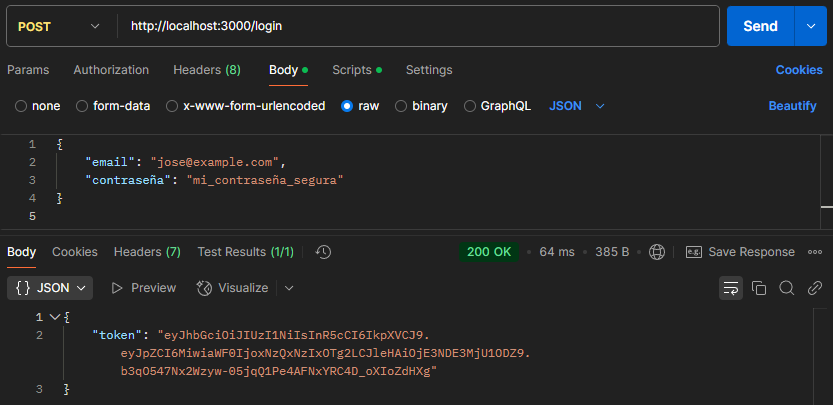 POST http://localhost:3000/login Send
Params Authorization Headers (8) Body Scripts Settings Cookies
none form-data x-www-form-urlencoded raw binary GraphQL JSON Beautify
1 {
2 "email": "jose@example.com",
3 "contraseña": "mi_contraseña_segura"
4 }
5
Body Cookies Headers (7) Test Results (1/1) 200 OK 64 ms 385 B e.g. Save Response
{} JSON Preview Visualize
1 {
2 "token": "eyJhbGciOiJIUzI1NiIsInR5cCI6IkpXVCJ9.
eyJpZCI6MiwiaWF0IjoxNzQxNzIxOTg2LCJleHAiOjE3NDE3MjU1ODZ9.
b3qO547Nx2Wzyw-05jqQ1Pe4AFNxYRC4D_oXIoZdHXg"
3 }